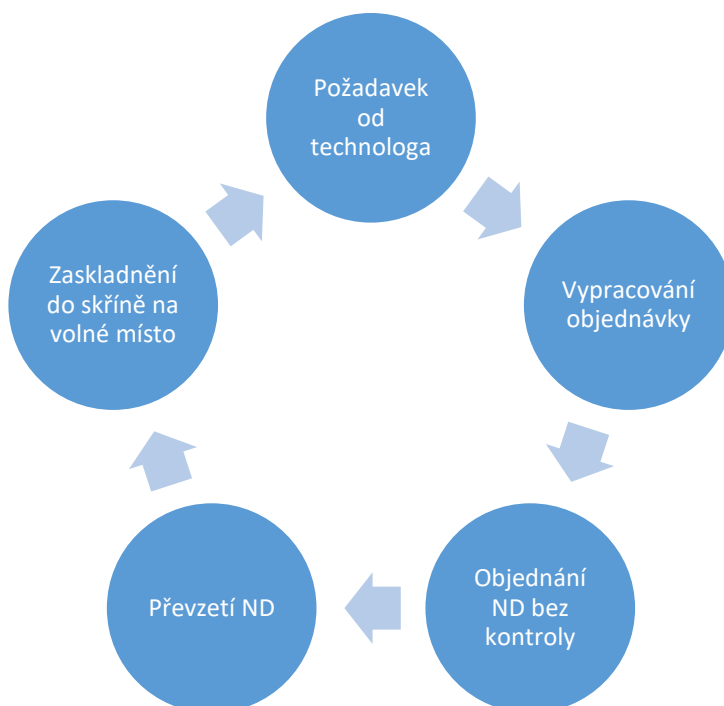 Požadavek
od
technologa
Vypracování
objednávky
Objednání
ND bez
kontroly
Převzetí ND
Zaskladnění
do skříně na
volné místo